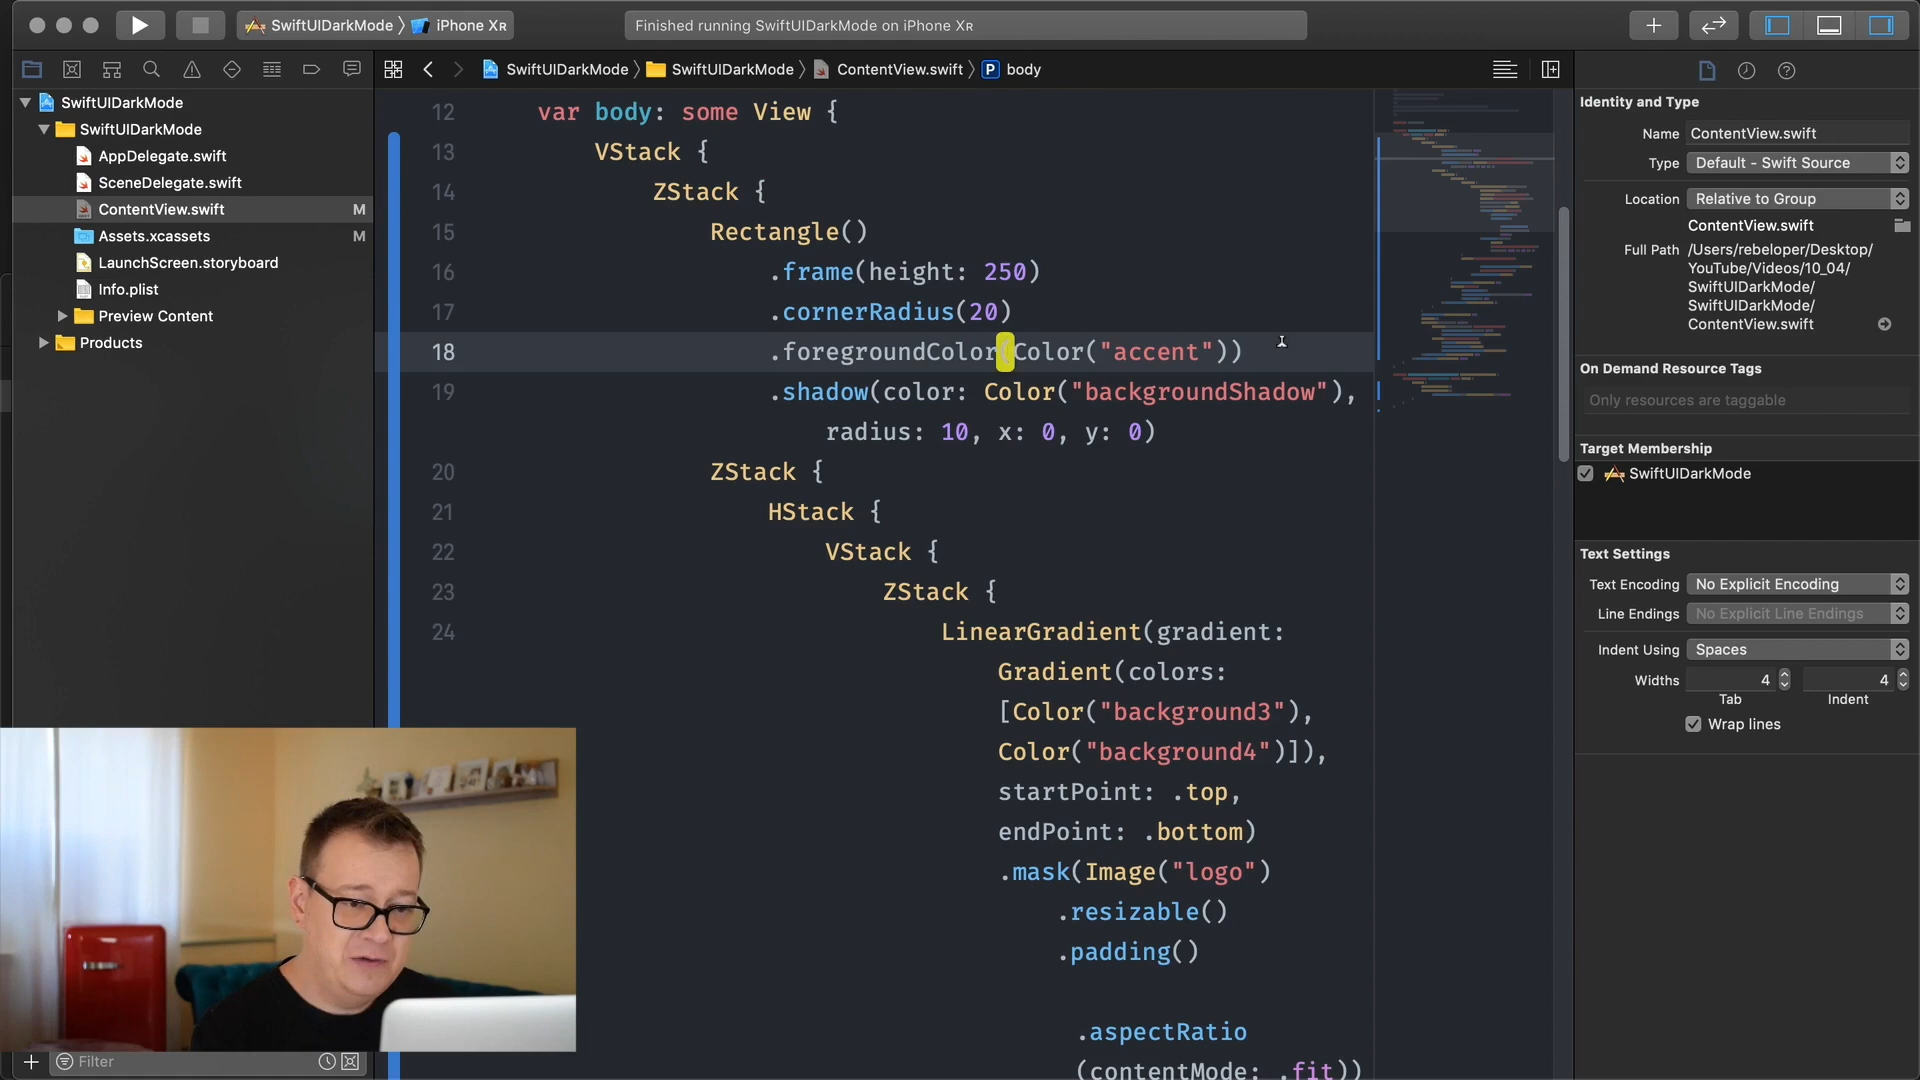 SwiftUIDarkMode
iPhone XR
Finished running SwiftUIDarkMode on iPhone XR
SwiftUIDarkMode
SwiftUIDarkMode
ContentView.swift
P body
SwiftUIDarkMode
SwiftUIDarkMode
AppDelegate.swift
SceneDelegate.swift
ContentView.swift M
Assets.xcassets M
LaunchScreen.storyboard
Info.plist
Preview Content
Products
Filter
12 var body: some View {
13 VStack {
14 ZStack {
15 Rectangle()
16 .frame(height: 250)
17 .cornerRadius(20)
18 .foregroundColor(Color("accent"))
19 .shadow(color: Color("backgroundShadow"),
radius: 10, x: 0, y: 0)
20 ZStack {
21 HStack {
22 VStack {
23 ZStack {
24 LinearGradient(gradient:
Gradient(colors:
[Color("background3"),
Color("background4")]),
startPoint: .top,
endPoint: .bottom)
.mask(Image("logo")
.resizable()
.padding()
.aspectRatio
(contentMode: .fit))
Identity and Type
Name ContentView.swift
Type Default - Swift Source
Location Relative to Group
ContentView.swift
Full Path /Users/rebeloper/Desktop/
YouTube/Videos/10_04/
SwiftUIDarkMode/
SwiftUIDarkMode/
ContentView.swift
On Demand Resource Tags
Only resources are taggable
Target Membership
SwiftUIDarkMode
Text Settings
Text Encoding No Explicit Encoding
Line Endings No Explicit Line Endings
Indent Using Spaces
Widths 4 4
Tab Indent
Wrap lines